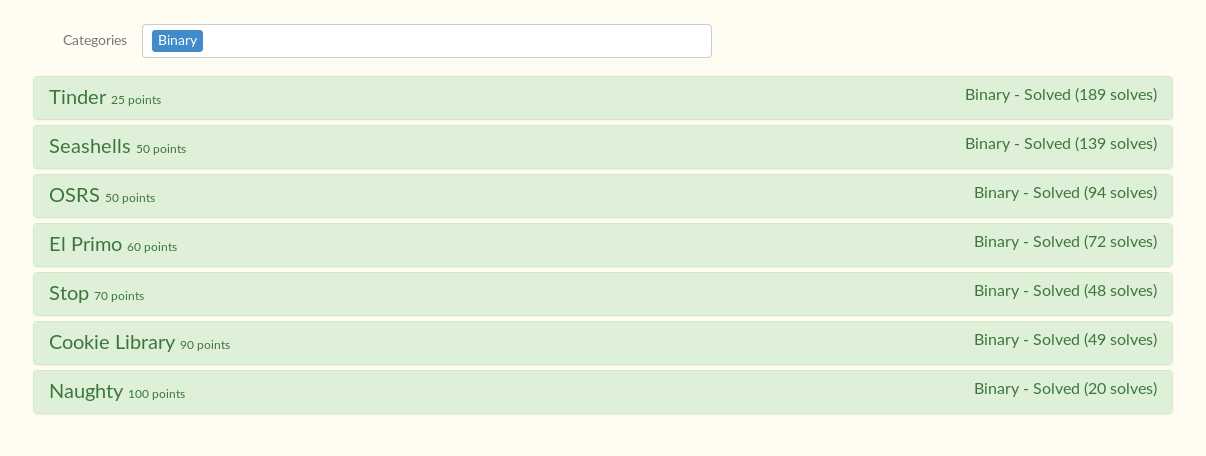 Categories Binary
Tinder 25 points Binary - Solved (189 solves)
Seashells 50 points Binary - Solved (139 solves)
OSRS 50 points Binary - Solved (94 solves)
El Primo 60 points Binary - Solved (72 solves)
Stop 70 points Binary - Solved (48 solves)
Cookie Library 90 points Binary - Solved (49 solves)
Naughty 100 points Binary - Solved (20 solves)